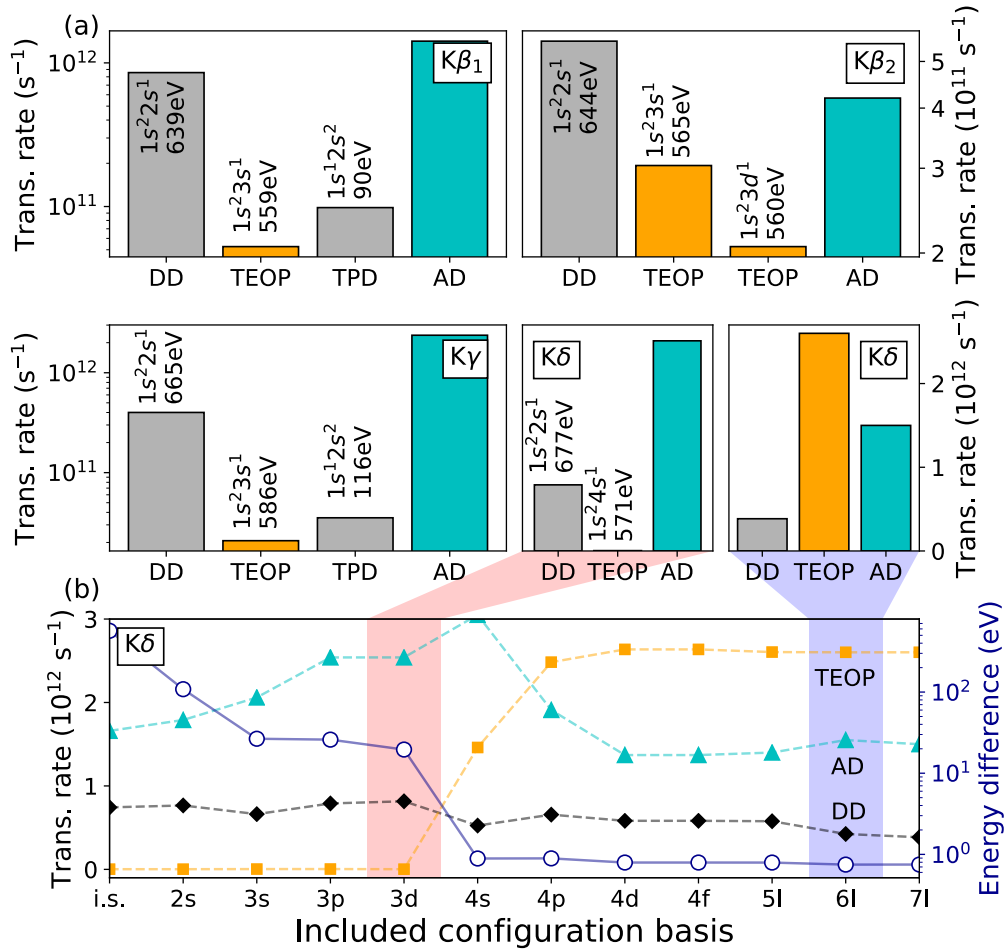 (a)
Trans. rate (s⁻¹)
10¹²
10¹¹
Kβ₁
1s²2s¹
639eV
1s²3s¹
559eV
1s¹2s²
90eV
DD TEOP TPD AD
Kβ₂
1s²2s¹
644eV
1s²3s¹
565eV
1s²3d¹
560eV
DD TEOP TEOP AD
5
4
3
2
Trans. rate (10¹¹ s⁻¹)
Trans. rate (s⁻¹)
10¹²
10¹¹
Kγ
1s²2s¹
665eV
1s²3s¹
586eV
1s¹2s²
116eV
DD TEOP TPD AD
Kδ
1s²2s¹
677eV
1s²4s¹
571eV
DD TEOP AD
Kδ
DD TEOP AD
2
1
0
Trans. rate (10¹² s⁻¹)
(b)
Trans. rate (10¹² s⁻¹)
3
2
1
0
Kδ
TEOP
AD
DD
10²
10¹
10⁰
Energy difference (eV)
i.s. 2s 3s 3p 3d 4s 4p 4d 4f 5l 6l 7l
Included configuration basis